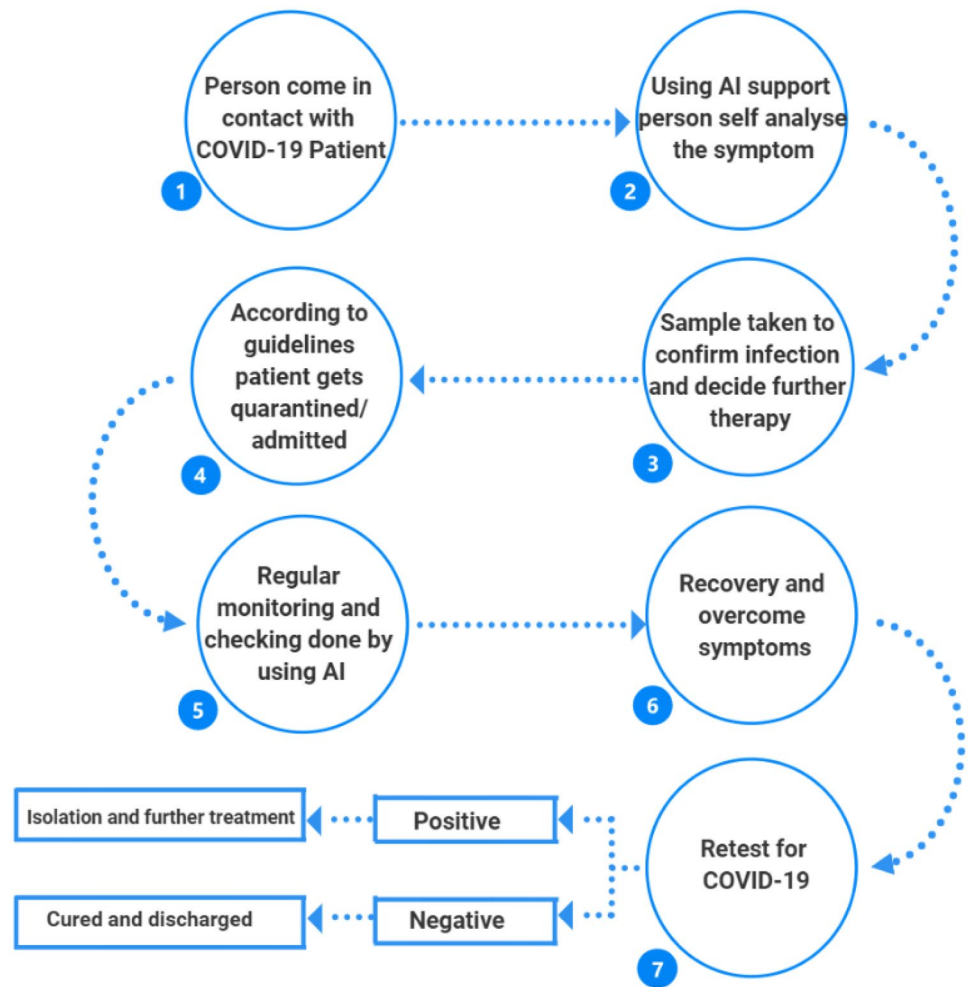 Person come in
contact with
COVID-19 Patient
1
Using AI support
person self analyse
the symptom
2
Sample taken to
confirm infection
and decide further
therapy
3
According to
guidelines
patient gets
quarantined/
admitted
4
Regular
monitoring and
checking done by
using AI
5
Recovery and
overcome
symptoms
6
Retest for
COVID-19
7
Positive
Isolation and further treatment
Negative
Cured and discharged